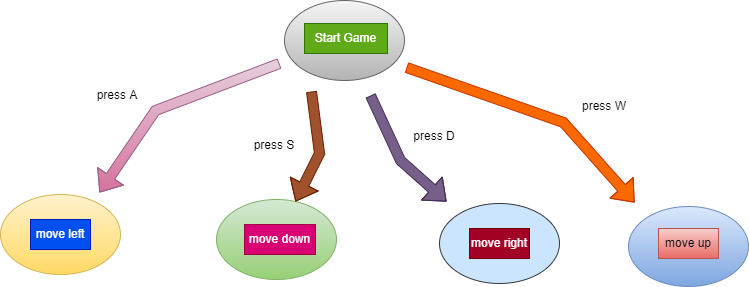 Start Game
press A
press W
press D
press S
move left
move down
move right
move up